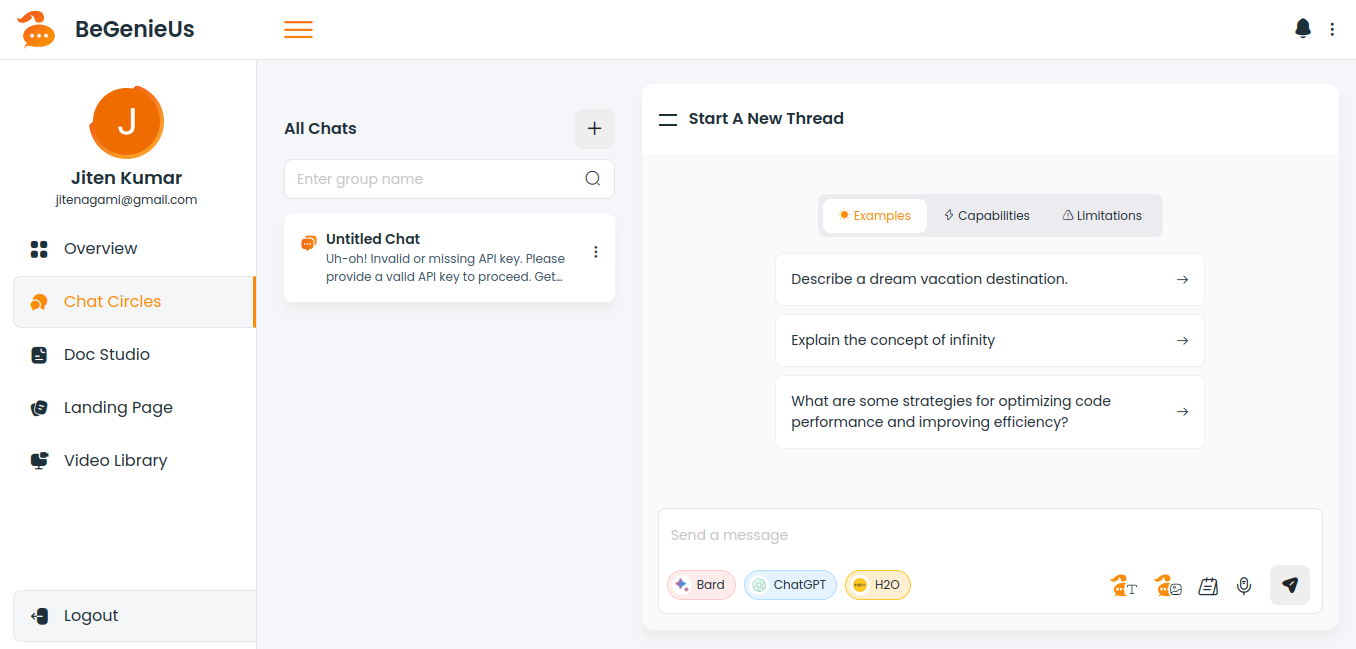 BeGenieUs
J
Jiten Kumar
jitenagami@gmail.com
Overview
Chat Circles
Doc Studio
Landing Page
Video Library
Logout
All Chats
Enter group name
Untitled Chat
Uh-oh! Invalid or missing API key. Please
provide a valid API key to proceed. Get...
Start A New Thread
Examples
Capabilities
Limitations
Describe a dream vacation destination.
Explain the concept of infinity
What are some strategies for optimizing code
performance and improving efficiency?
Send a message
Bard
ChatGPT
H2O
T